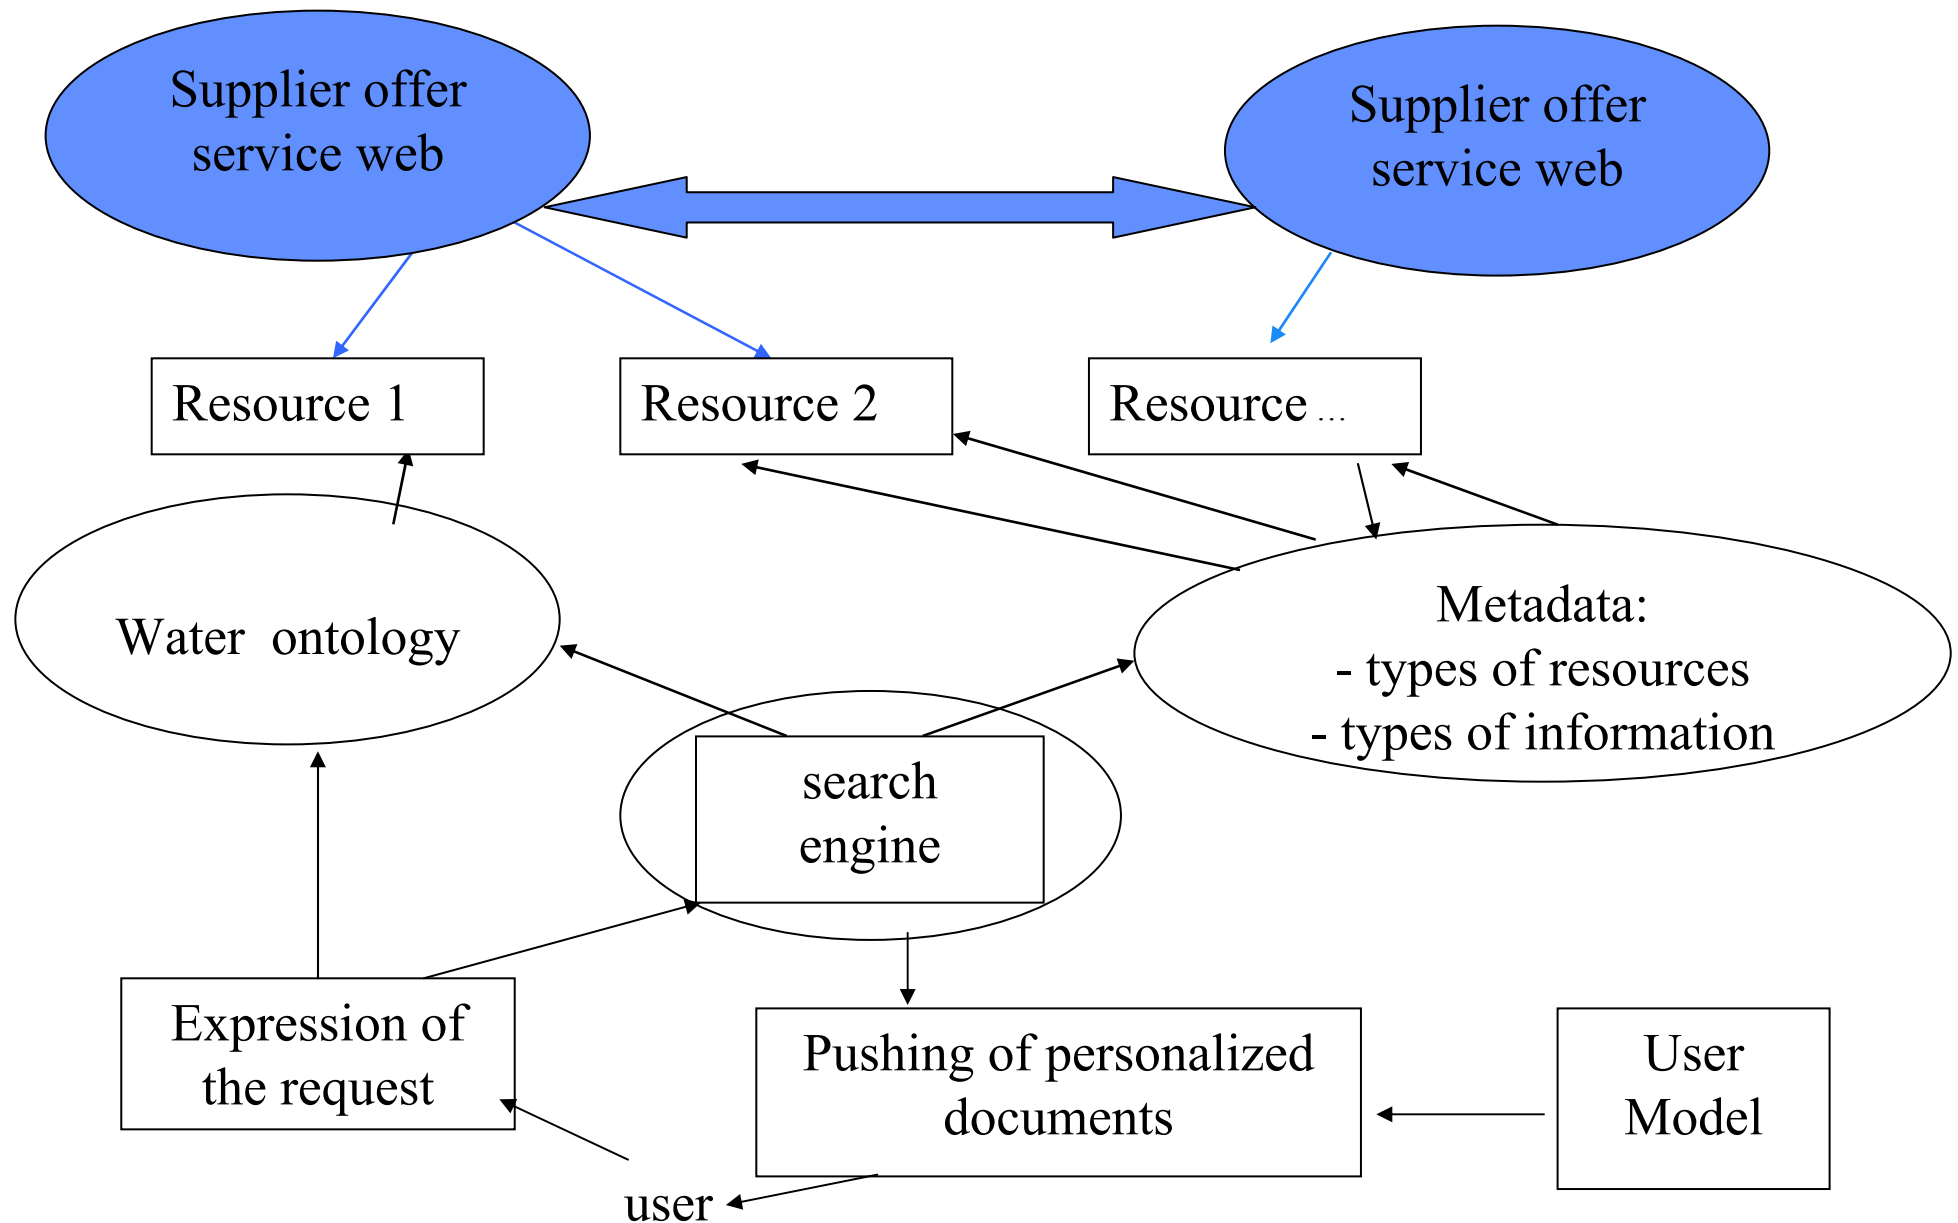 Supplier offer
service web
Supplier offer
service web
Resource 1
Resource 2
Resource ...
Water ontology
Metadata:
- types of resources
- types of information
search
engine
Expression of
the request
Pushing of personalized
documents
User
Model
user